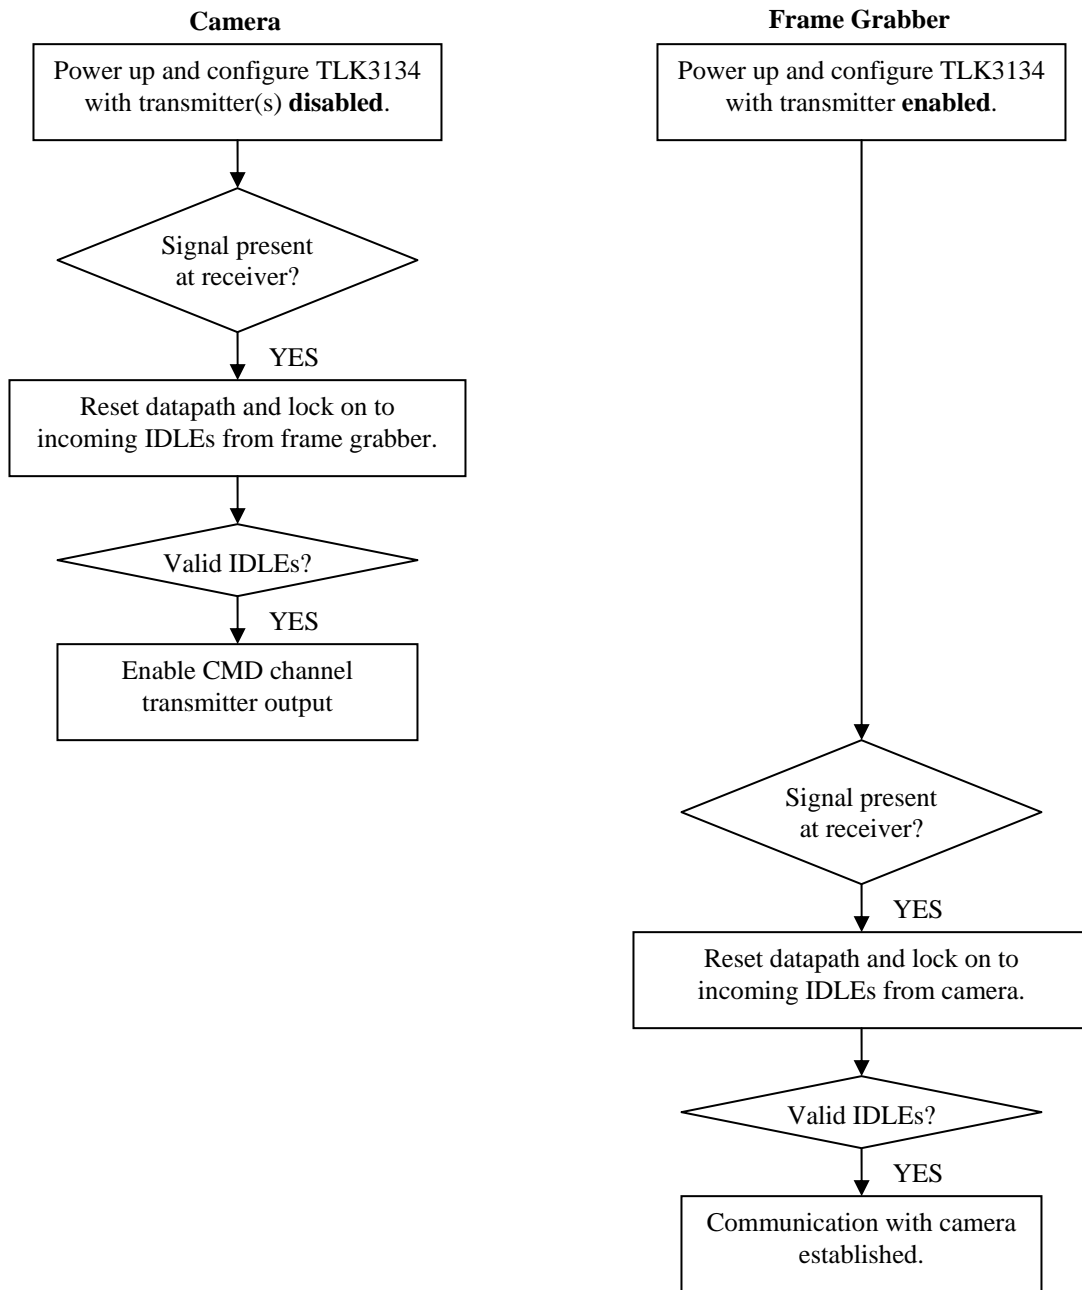 Camera
Power up and configure TLK3134
with transmitter(s) disabled.
Signal present
at receiver?
YES
Reset datapath and lock on to
incoming IDLEs from frame grabber.
Valid IDLEs?
YES
Enable CMD channel
transmitter output
Frame Grabber
Power up and configure TLK3134
with transmitter enabled.
Signal present
at receiver?
YES
Reset datapath and lock on to
incoming IDLEs from camera.
Valid IDLEs?
YES
Communication with camera
established.